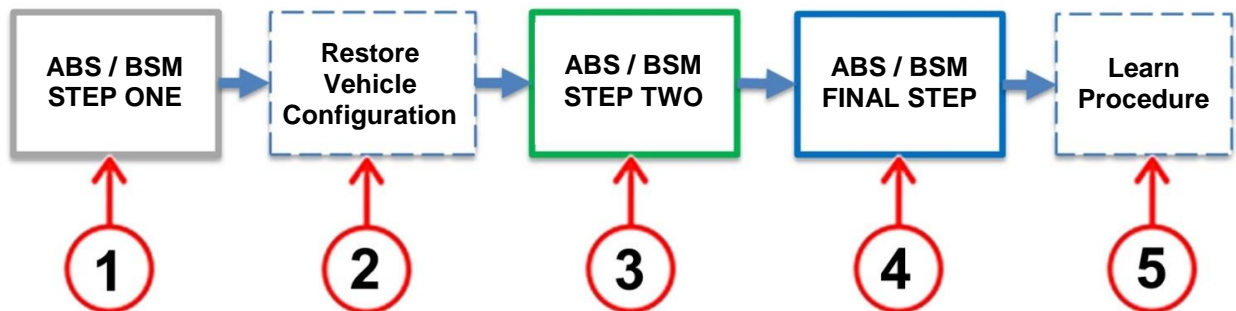 ABS / BSM
STEP ONE
Restore
Vehicle
Configuration
ABS / BSM
STEP TWO
ABS / BSM
FINAL STEP
Learn
Procedure
1
2
3
4
5